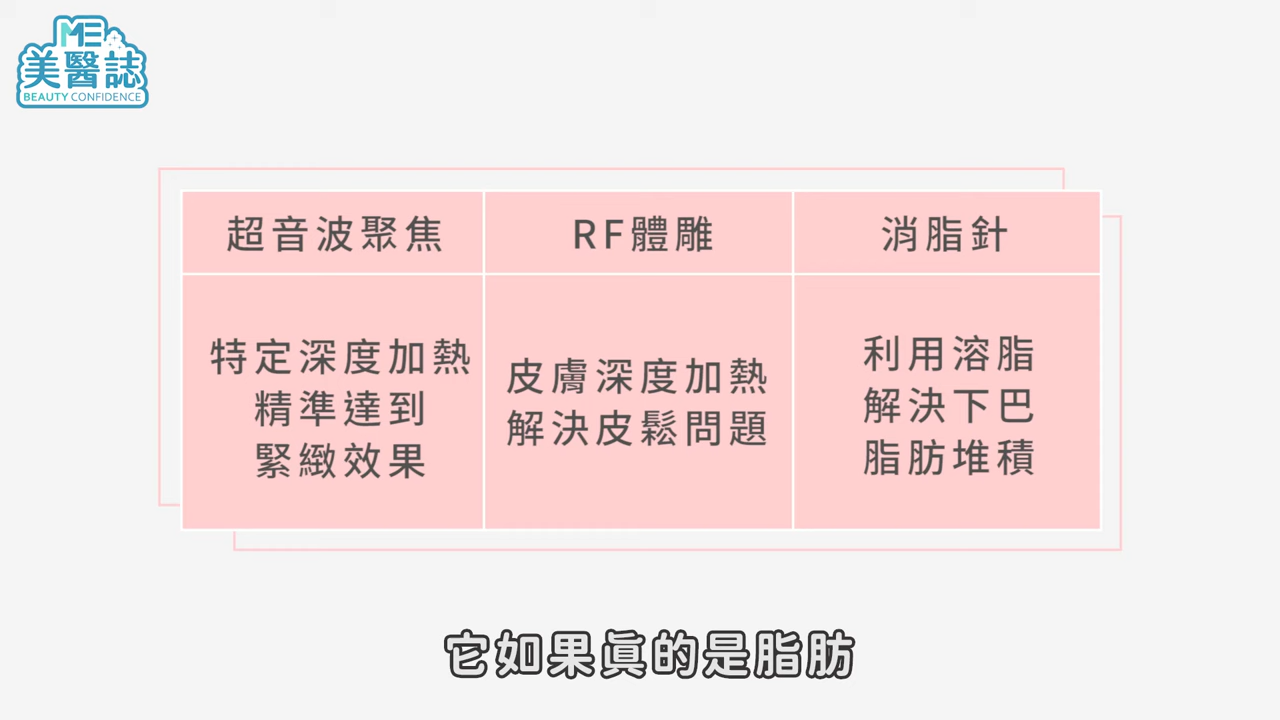 ME
美醫誌
BEAUTY CONFIDENCE
超音波聚焦
RF體雕
消脂針
特定深度加熱
精準達到
緊緻效果
皮膚深度加熱
解決皮鬆問題
利用溶脂
解決下巴
脂肪堆積
它如果真的是脂肪